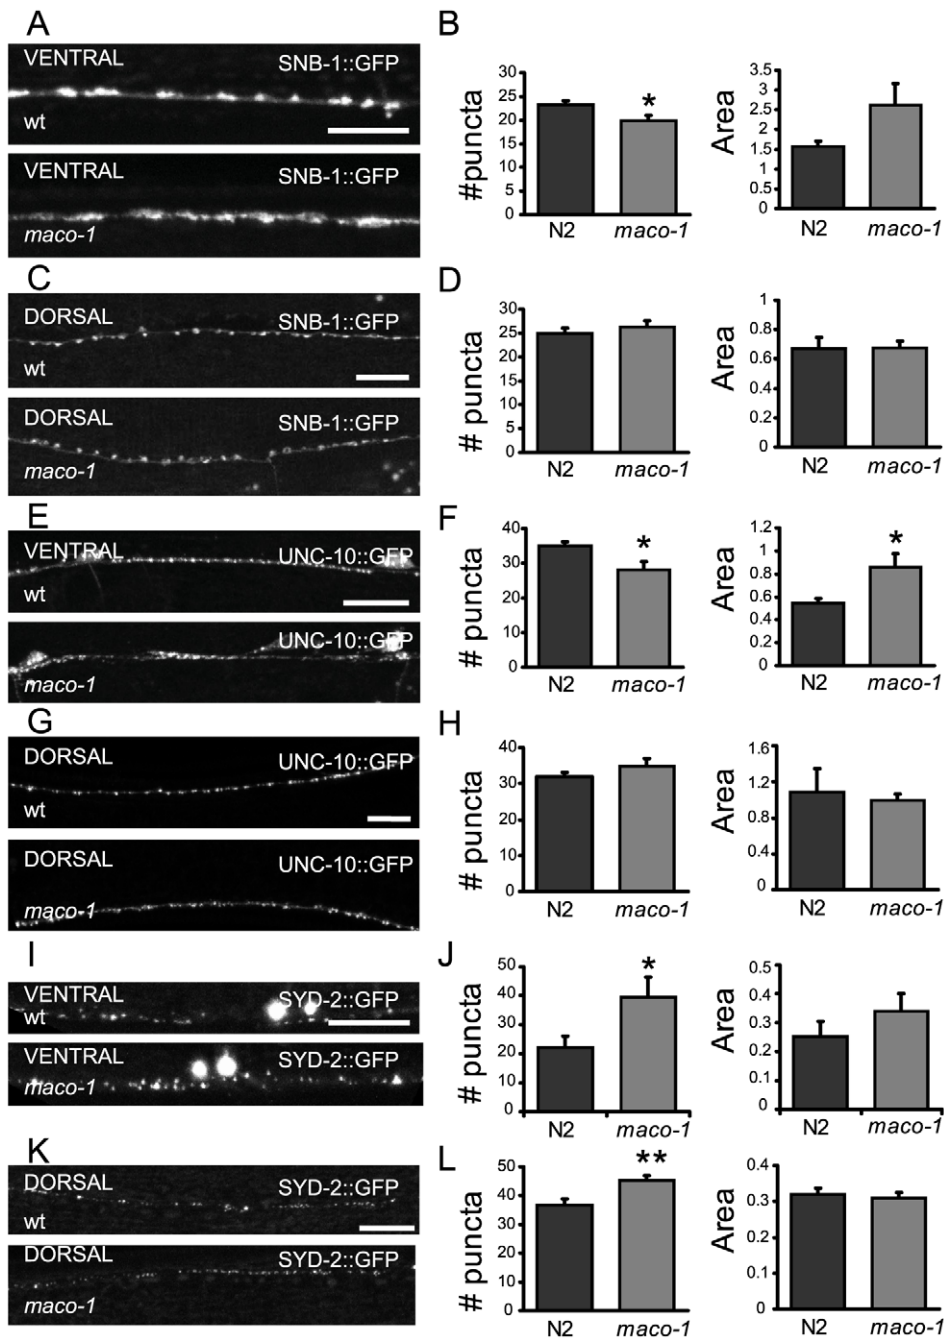 A
VENTRAL SNB-1::GFP
wt
VENTRAL SNB-1::GFP
maco-1
B
#puncta
30
25
20
15
10
5
0
*
N2 maco-1
Area
3.5
3
2.5
2
1.5
1
0.5
0
N2 maco-1
C
DORSAL SNB-1::GFP
wt
DORSAL SNB-1::GFP
maco-1
D
# puncta
30
25
20
15
10
5
0
N2 maco-1
Area
1
0.8
0.6
0.4
0.2
0
N2 maco-1
E
VENTRAL UNC-10::GFP
wt
UNC-10::GFP
maco-1
F
# puncta
40
30
20
10
0
*
N2 maco-1
Area
1.2
1
0.8
0.6
0.4
0.2
0
*
N2 maco-1
G
DORSAL UNC-10::GFP
wt
DORSAL UNC-10::GFP
maco-1
H
# puncta
40
30
20
10
0
N2 maco-1
Area
1.6
1.2
0.8
0.4
0
N2 maco-1
I
VENTRAL SYD-2::GFP
wt
VENTRAL SYD-2::GFP
maco-1
J
# puncta
50
40
30
20
10
0
*
N2 maco-1
Area
0.5
0.4
0.3
0.2
0.1
0
N2 maco-1
K
DORSAL SYD-2::GFP
wt
DORSAL SYD-2::GFP
maco-1
L
# puncta
50
40
30
20
10
0
**
N2 maco-1
Area
0.4
0.3
0.2
0.1
0
N2 maco-1